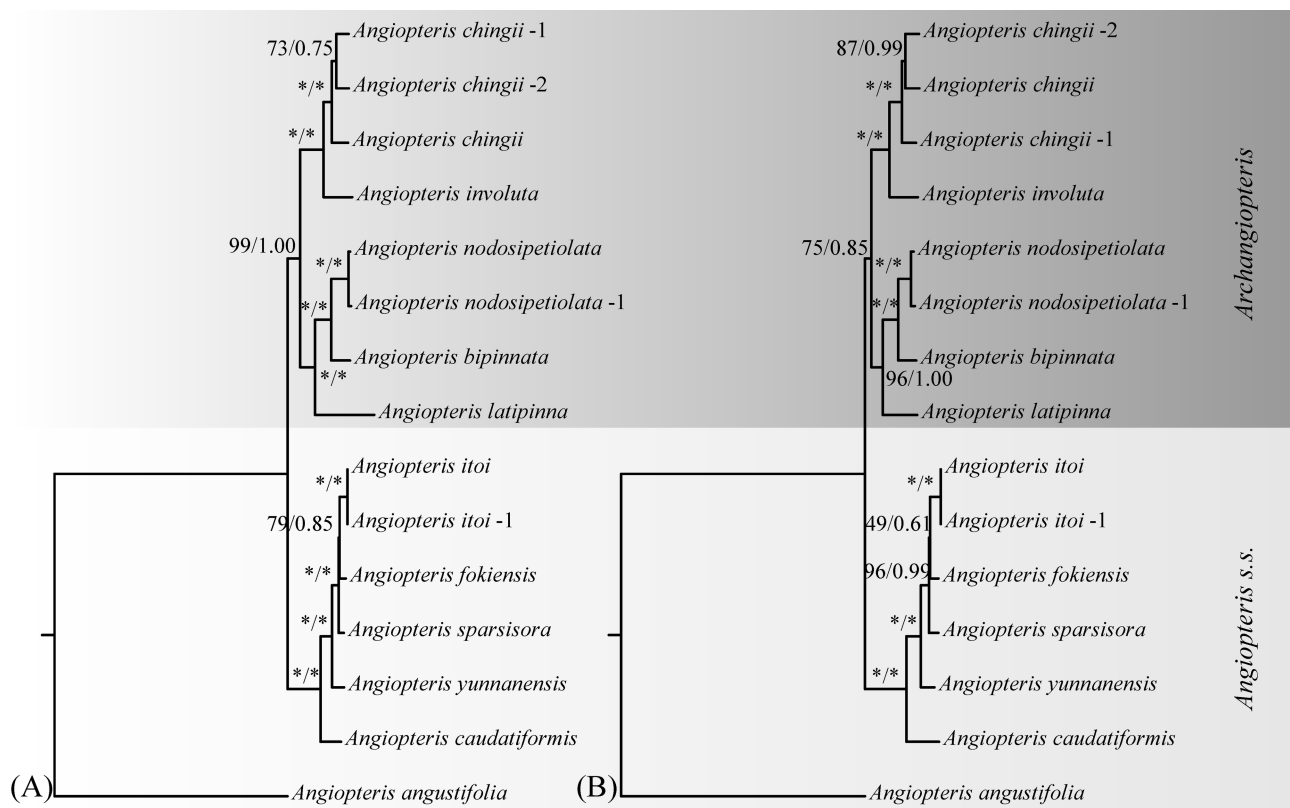 Angiopteris chingii -1
73/0.75
*/*
Angiopteris chingii -2
*/*
Angiopteris chingii
Angiopteris involuta
99/1.00
Angiopteris nodosipetiolata
*/*
*/*
Angiopteris nodosipetiolata -1
Angiopteris bipinnata
*/*
Angiopteris latipinna
Angiopteris itoi
*/*
79/0.85
Angiopteris itoi -1
*/*
Angiopteris fokiensis
*/*
Angiopteris sparsisora
*/*
Angiopteris yunnanensis
Angiopteris caudatiformis
(A)
Angiopteris angustifolia
Angiopteris chingii -2
87/0.99
*/*
Angiopteris chingii
*/*
Angiopteris chingii -1
Angiopteris involuta
75/0.85
Angiopteris nodosipetiolata
*/*
*/*
Angiopteris nodosipetiolata -1
Angiopteris bipinnata
96/1.00
Angiopteris latipinna
Angiopteris itoi
*/*
49/0.61
Angiopteris itoi -1
96/0.99
Angiopteris fokiensis
*/*
Angiopteris sparsisora
*/*
Angiopteris yunnanensis
Angiopteris caudatiformis
(B)
Angiopteris angustifolia
Archangiopteris
Angiopteris s.s.